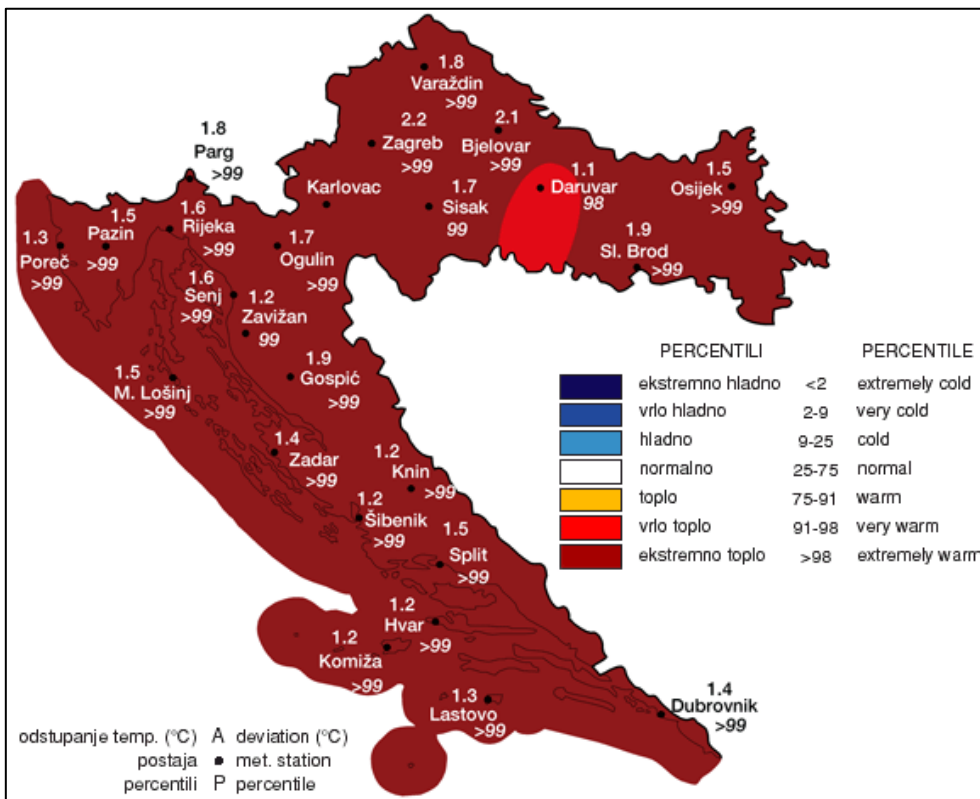 1.8
Varaždin
>99
2.2
Zagreb
>99
2.1
Bjelovar
>99
1.8
Parg
>99
Karlovac
1.7
Sisak
99
1.1
Daruvar
98
1.5
Osijek
>99
1.9
Sl. Brod
>99
1.3
Poreč
>99
1.5
Pazin
>99
1.6
Rijeka
>99
1.7
Ogulin
>99
1.6
Senj
>99
1.2
Zavižan
99
1.9
Gospić
>99
1.5
M. Lošinj
>99
1.4
Zadar
>99
1.2
Knin
>99
1.2
Šibenik
>99
1.5
Split
>99
1.2
Hvar
>99
1.2
Komiža
>99
1.3
Lastovo
>99
1.4
Dubrovnik
>99
PERCENTILI PERCENTILE
ekstremno hladno <2 extremely cold
vrlo hladno 2-9 very cold
hladno 9-25 cold
normalno 25-75 normal
toplo 75-91 warm
vrlo toplo 91-98 very warm
ekstremno toplo >98 extremely warm
odstupanje temp. (°C) A deviation (°C)
postaja ● met. station
percentili P percentile